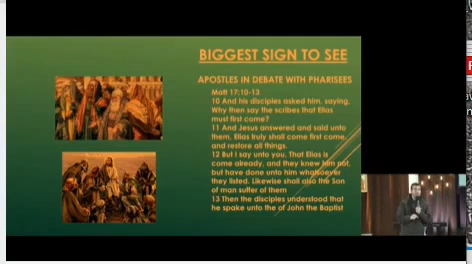 BIGGEST SIGN TO SEE
APOSTLES IN DEBATE WITH PHARISEES
Matt 17:10-13
10 And his disciples asked him, saying,
Why then say the scribes that Elias
must first come?
11 And Jesus answered and said unto
them, Elias truly shall come first come,
and restore all things.
12 But I say unto you, That Elias is
come already, and they knew him not,
but have done unto him whatsoever
they listed. Likewise shall also the Son
of man suffer of them
13 Then the disciples understood that
he spake unto the of John the Baptist